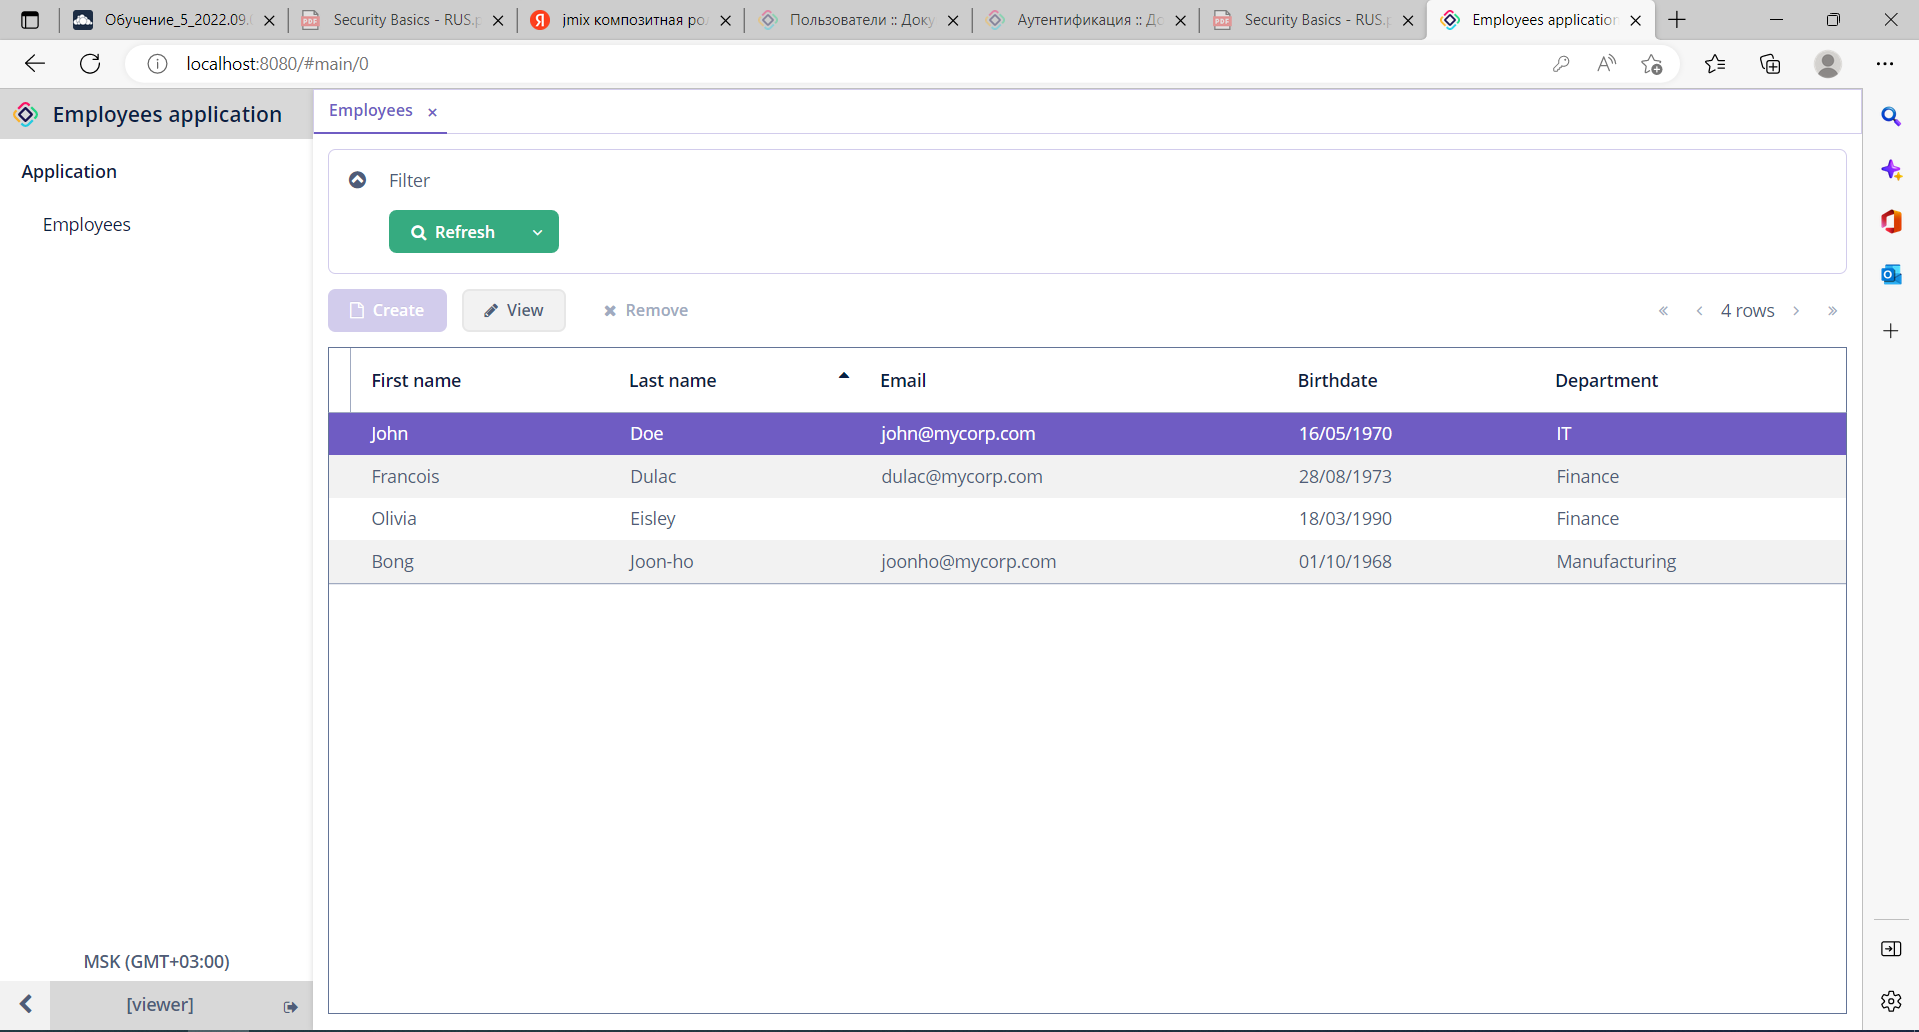 Обучение_5_2022.09.
Security Basics - RUS.p
jmix композитная рол
Пользователи :: Доку
Аутентификация :: До
Security Basics - RUS.p
Employees application
localhost:8080/#main/0
Employees application
Employees
Application
Employees
Filter
Refresh
Create
View
Remove
4 rows
First name Last name Email Birthdate Department
John Doe john@mycorp.com 16/05/1970 IT
Francois Dulac dulac@mycorp.com 28/08/1973 Finance
Olivia Eisley 18/03/1990 Finance
Bong Joon-ho joonho@mycorp.com 01/10/1968 Manufacturing
MSK (GMT+03:00)
[viewer]